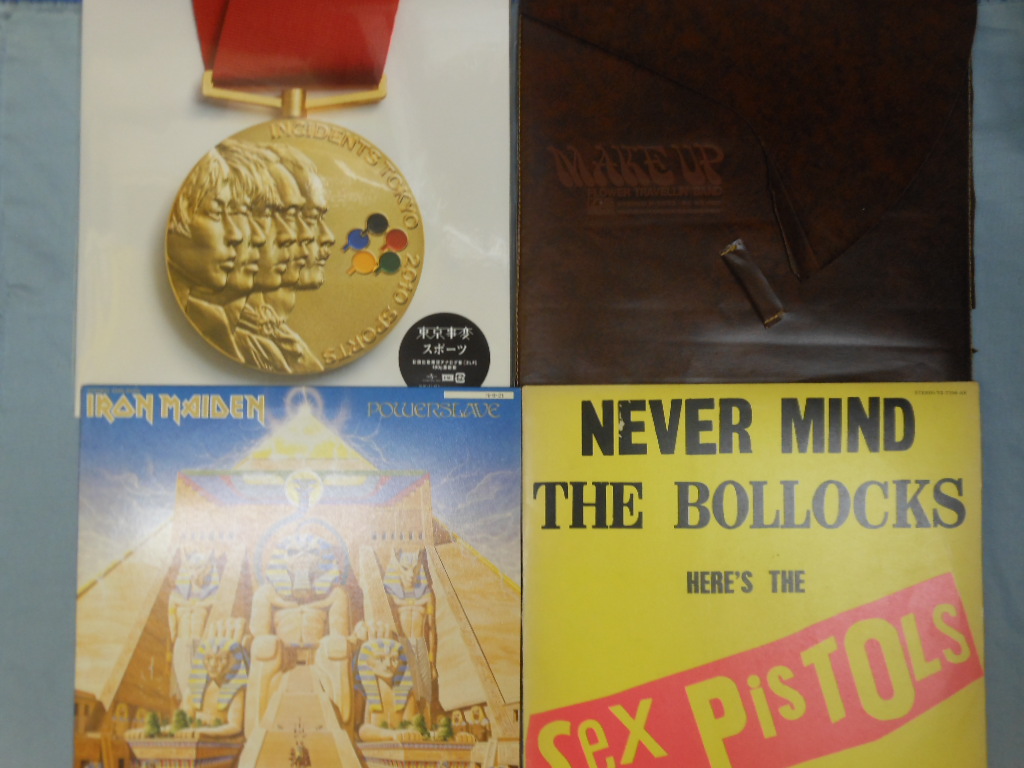 INCIDENTS TOKYO 2010 SPORTS
東京事変
スポーツ
MAKE UP
IRON MAIDEN
POWERSLAVE
NEVER MIND
THE BOLLOCKS
HERE'S THE
SEX PISTOLS